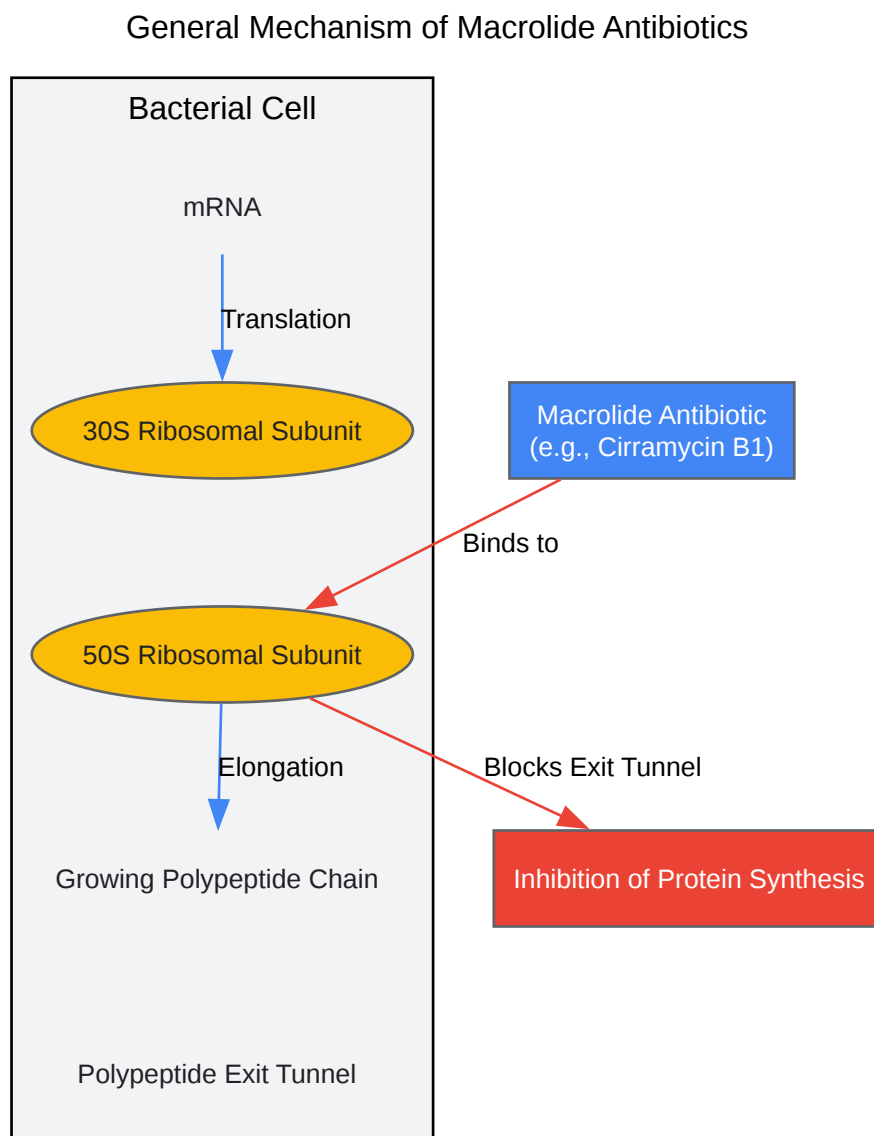 General Mechanism of Macrolide Antibiotics
Bacterial Cell
mRNA
Translation
30S Ribosomal Subunit
Macrolide Antibiotic
(e.g., Cirramycin B1)
Binds to
50S Ribosomal Subunit
Elongation
Blocks Exit Tunnel
Growing Polypeptide Chain
Inhibition of Protein Synthesis
Polypeptide Exit Tunnel